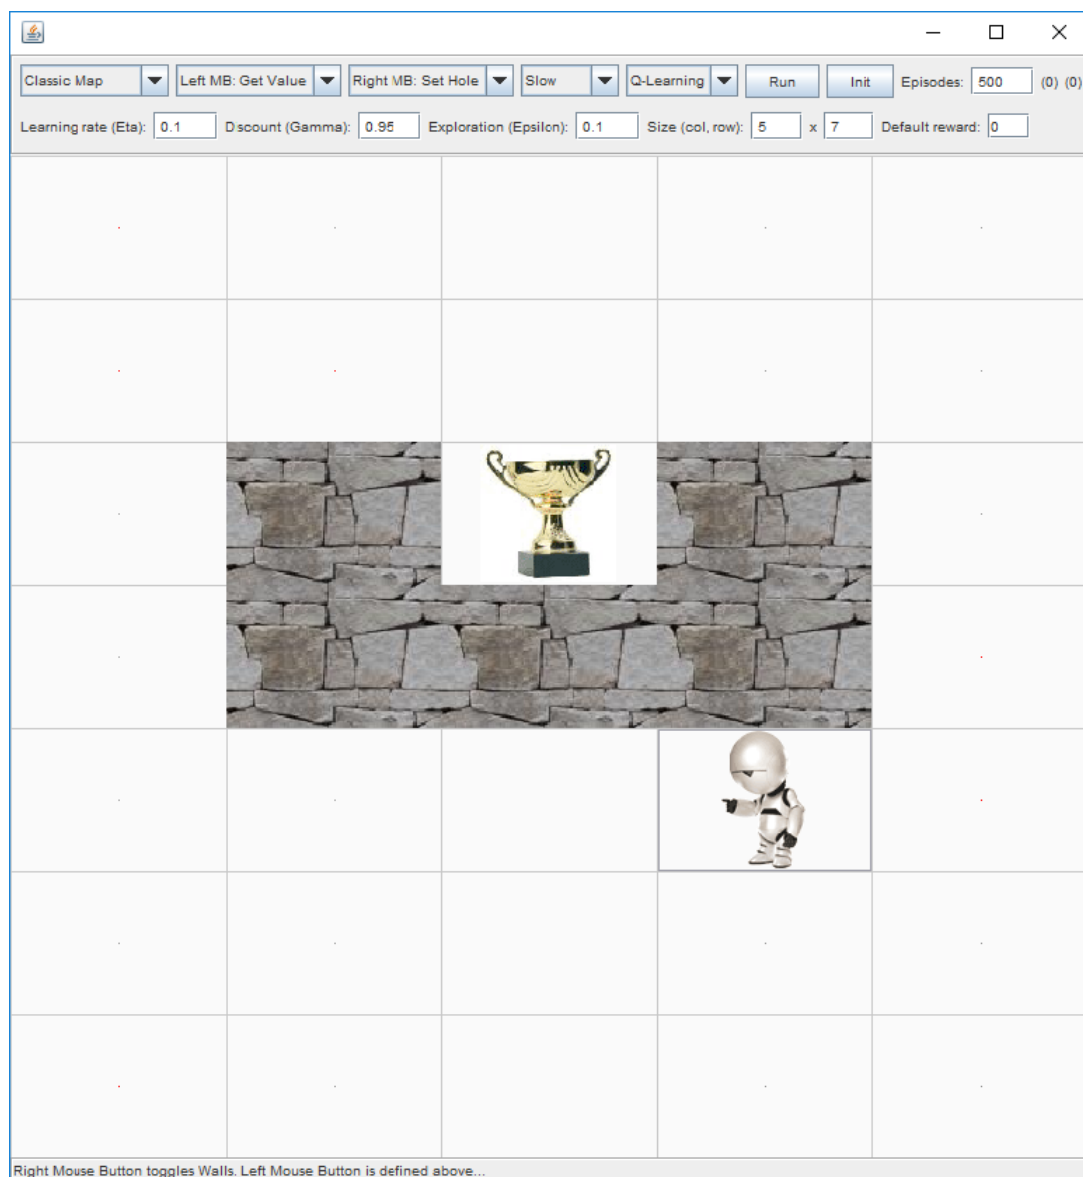 Classic Map Left MB: Get Value Right MB: Set Hole Slow Q-Learning Run Init Episodes: 500 (0) (0)
Learning rate (Eta): 0.1 Discount (Gamma): 0.95 Exploration (Epsilon): 0.1 Size (col, row): 5 x 7 Default reward: 0
Right Mouse Button toggles Walls. Left Mouse Button is defined above...